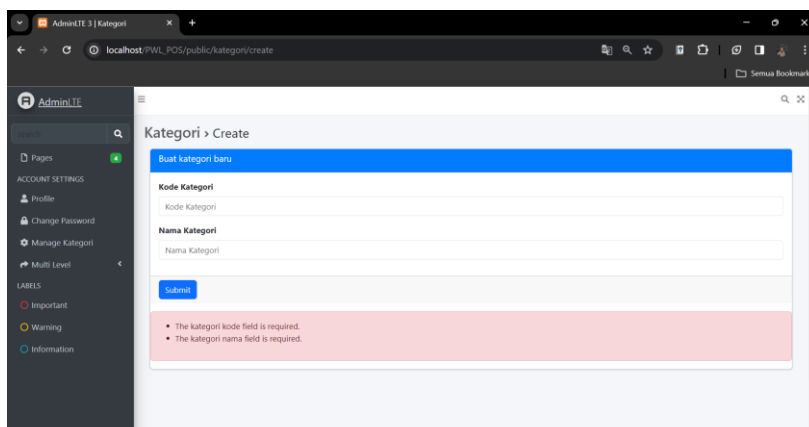 AdminLTE 3 | Kategori
localhost/PWL_POS/public/kategori/create
Semua Bookmark
AdminLTE
search
Kategori › Create
Pages 4
ACCOUNT SETTINGS
Profile
Change Password
Manage Kategori
Multi Level
LABELS
Important
Warning
Information
Buat kategori baru
Kode Kategori
Kode Kategori
Nama Kategori
Nama Kategori
Submit
The kategori kode field is required.
The kategori nama field is required.